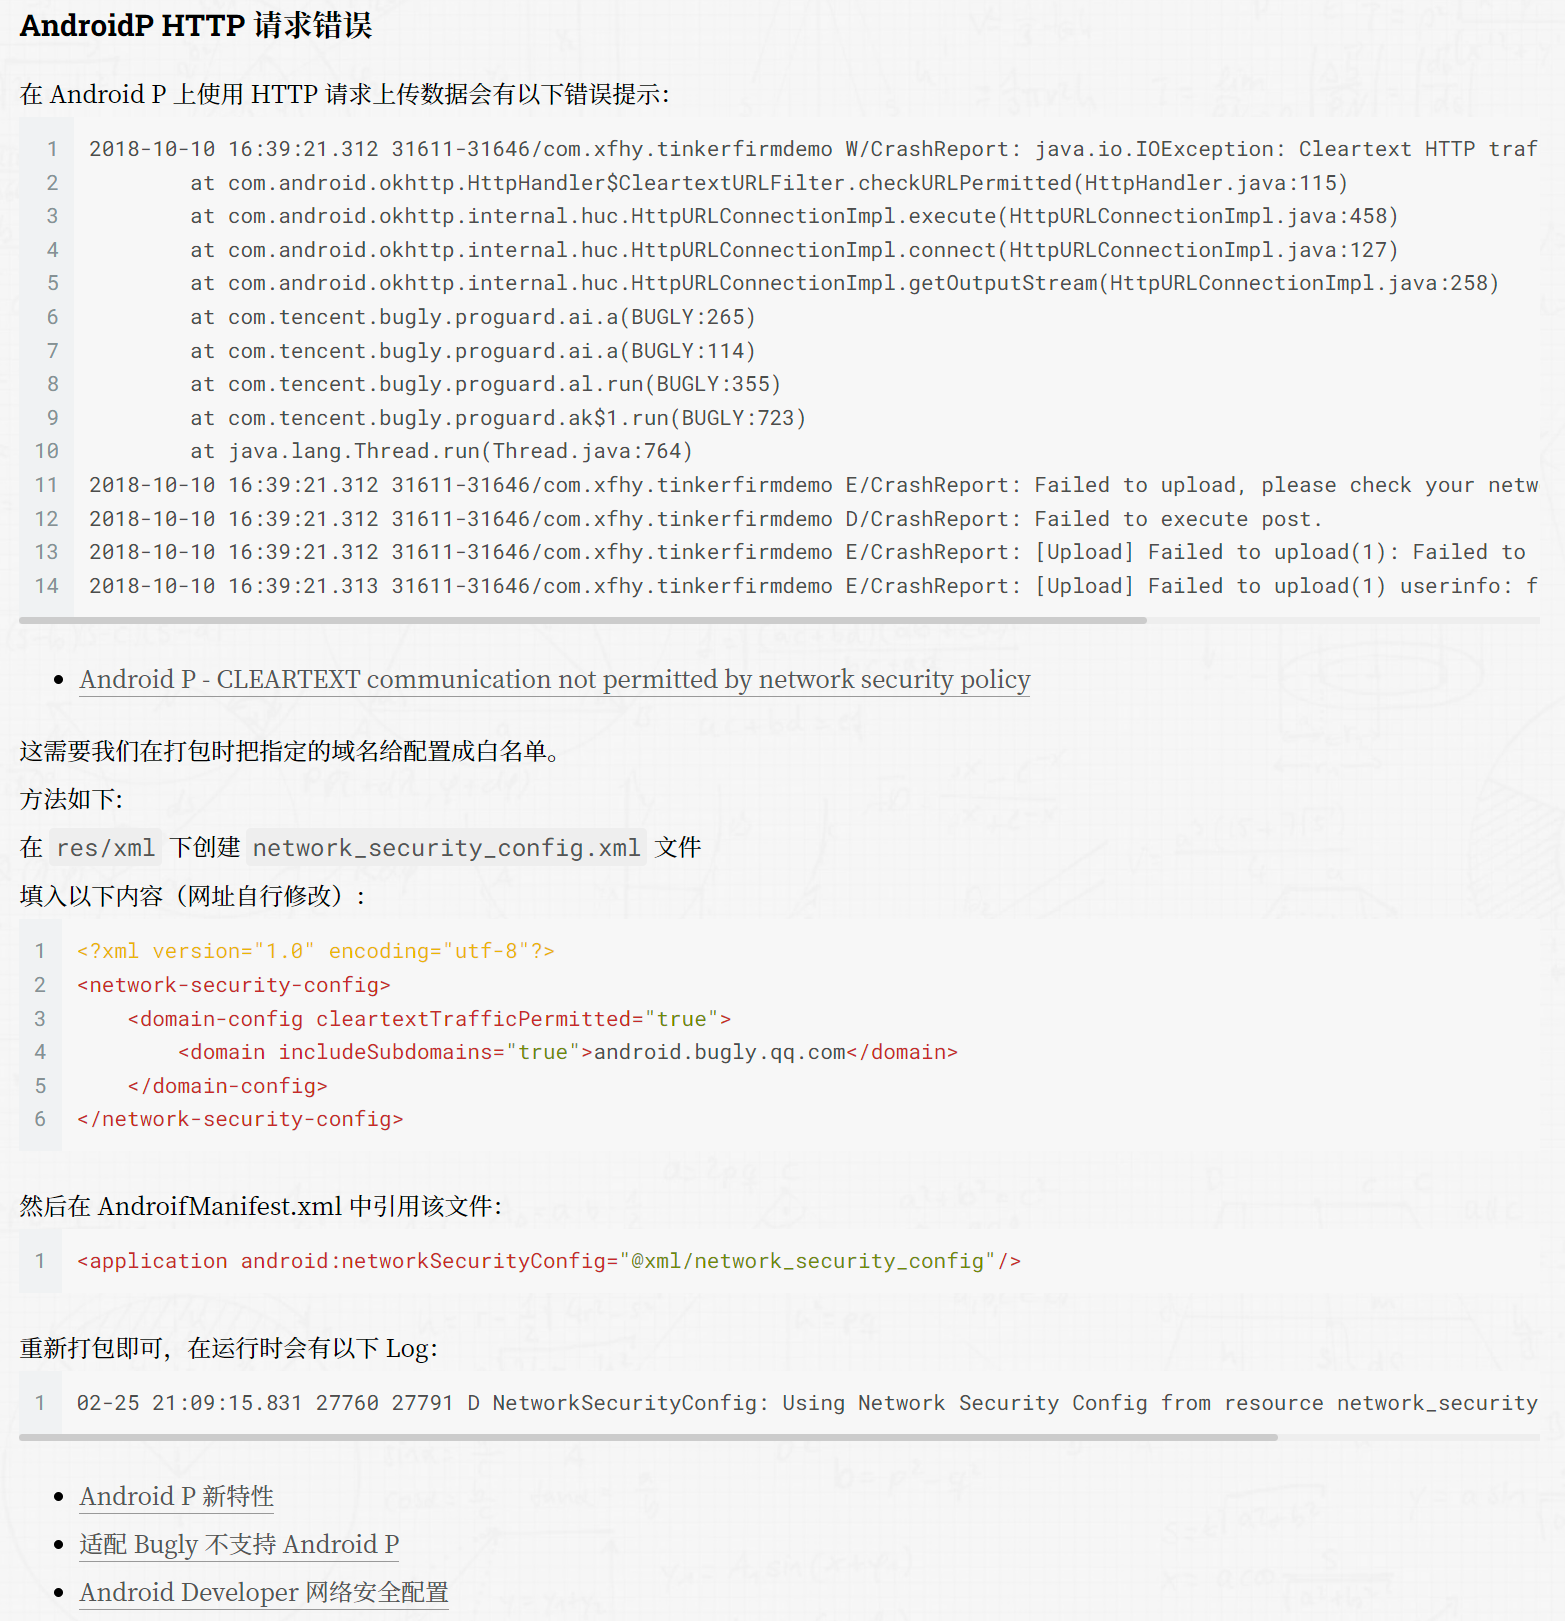 AndroidP HTTP 请求错误
在 Android P 上使用 HTTP 请求上传数据会有以下错误提示：
1 2018-10-10 16:39:21.312 31611-31646/com.xfhy.tinkerfirmdemo W/CrashReport: java.io.IOException: Cleartext HTTP traf
2 at com.android.okhttp.HttpHandler$CleartextURLFilter.checkURLPermitted(HttpHandler.java:115)
3 at com.android.okhttp.internal.huc.HttpURLConnectionImpl.execute(HttpURLConnectionImpl.java:458)
4 at com.android.okhttp.internal.huc.HttpURLConnectionImpl.connect(HttpURLConnectionImpl.java:127)
5 at com.android.okhttp.internal.huc.HttpURLConnectionImpl.getOutputStream(HttpURLConnectionImpl.java:258)
6 at com.tencent.bugly.proguard.ai.a(BUGLY:265)
7 at com.tencent.bugly.proguard.ai.a(BUGLY:114)
8 at com.tencent.bugly.proguard.al.run(BUGLY:355)
9 at com.tencent.bugly.proguard.ak$1.run(BUGLY:723)
10 at java.lang.Thread.run(Thread.java:764)
11 2018-10-10 16:39:21.312 31611-31646/com.xfhy.tinkerfirmdemo E/CrashReport: Failed to upload, please check your netw
12 2018-10-10 16:39:21.312 31611-31646/com.xfhy.tinkerfirmdemo D/CrashReport: Failed to execute post.
13 2018-10-10 16:39:21.312 31611-31646/com.xfhy.tinkerfirmdemo E/CrashReport: [Upload] Failed to upload(1): Failed to
14 2018-10-10 16:39:21.313 31611-31646/com.xfhy.tinkerfirmdemo E/CrashReport: [Upload] Failed to upload(1) userinfo: f
• Android P - CLEARTEXT communication not permitted by network security policy
这需要我们在打包时把指定的域名给配置成白名单。
方法如下：
在 res/xml 下创建 network_security_config.xml 文件
填入以下内容（网址自行修改）：
1 <?xml version="1.0" encoding="utf-8"?>
2 <network-security-config>
3 <domain-config cleartextTrafficPermitted="true">
4 <domain includeSubdomains="true">android.bugly.qq.com</domain>
5 </domain-config>
6 </network-security-config>
然后在 AndroifManifest.xml 中引用该文件：
1 <application android:networkSecurityConfig="@xml/network_security_config"/>
重新打包即可，在运行时会有以下 Log：
1 02-25 21:09:15.831 27760 27791 D NetworkSecurityConfig: Using Network Security Config from resource network_security
• Android P 新特性
• 适配 Bugly 不支持 Android P
• Android Developer 网络安全配置